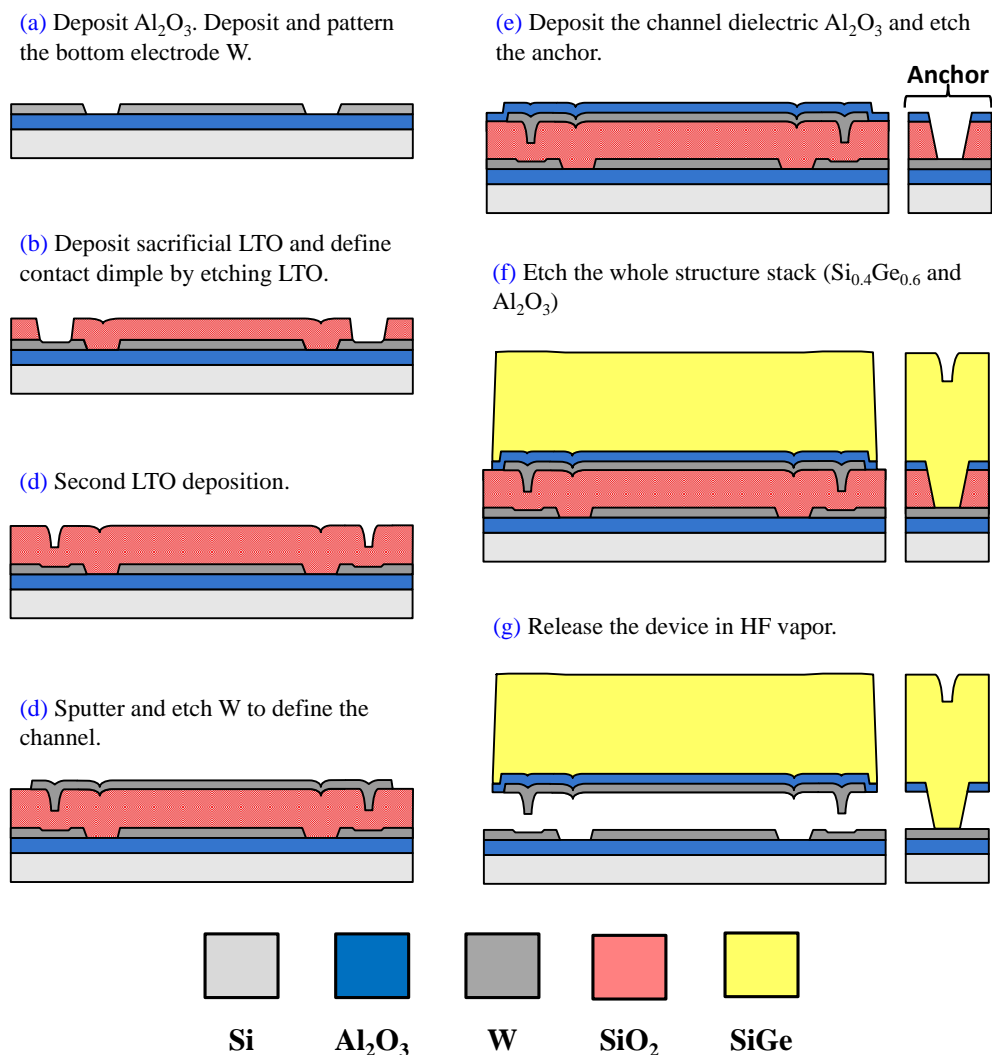 (a) Deposit Al₂O₃. Deposit and pattern
the bottom electrode W.
(b) Deposit sacrificial LTO and define
contact dimple by etching LTO.
(d) Second LTO deposition.
(d) Sputter and etch W to define the
channel.
(e) Deposit the channel dielectric Al₂O₃ and etch
the anchor.
Anchor
(f) Etch the whole structure stack (Si₀.₄Ge₀.₆ and
Al₂O₃)
(g) Release the device in HF vapor.
Si
Al₂O₃
W
SiO₂
SiGe